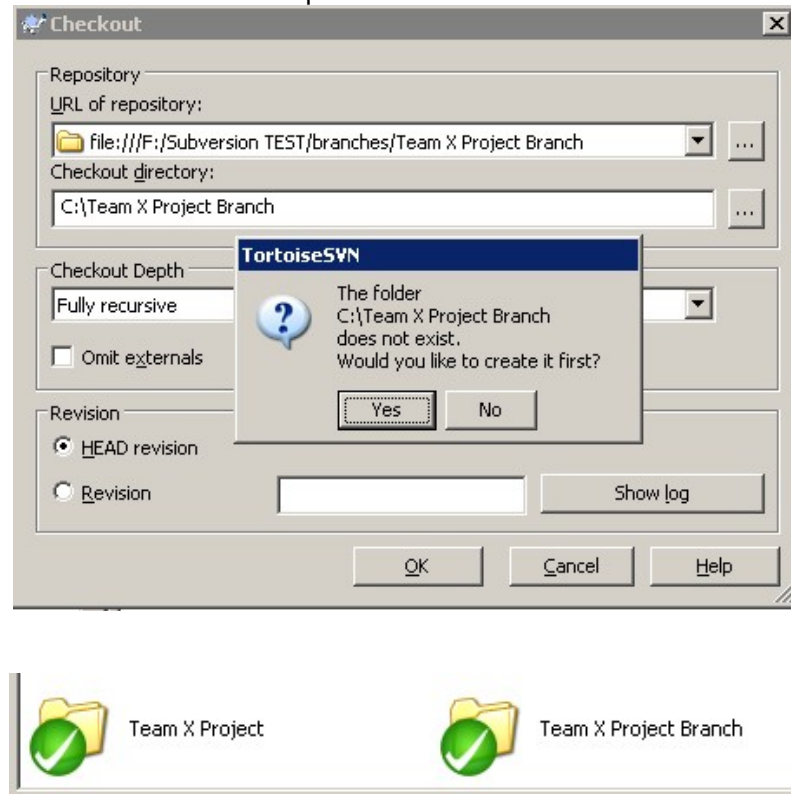 Checkout
Repository
URL of repository:
file:///F:/Subversion TEST/branches/Team X Project Branch
...
Checkout directory:
C:\Team X Project Branch
...
TortoiseSVN
Checkout Depth
The folder
C:\Team X Project Branch
does not exist.
Would you like to create it first?
Fully recursive
Omit externals
Yes No
Revision
HEAD revision
Revision
Show log
OK Cancel Help
Team X Project Team X Project Branch